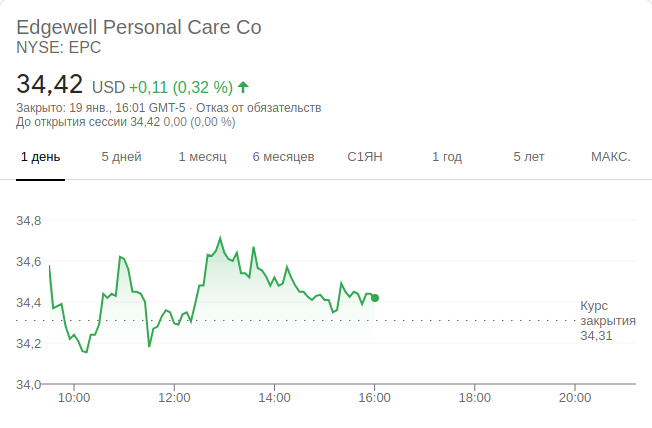 Edgewell Personal Care Co
NYSE: EPC
34,42 USD +0,11 (0,32 %)
Закрыто: 19 янв., 16:01 GMT-5 · Отказ от обязательств
До открытия сессии 34,42 0,00 (0,00 %)
1 день 5 дней 1 месяц 6 месяцев С1ЯН 1 год 5 лет МАКС.
34,8
34,6
34,4
Курс
закрытия
34,31
34,2
34,0
10:00 12:00 14:00 16:00 18:00 20:00